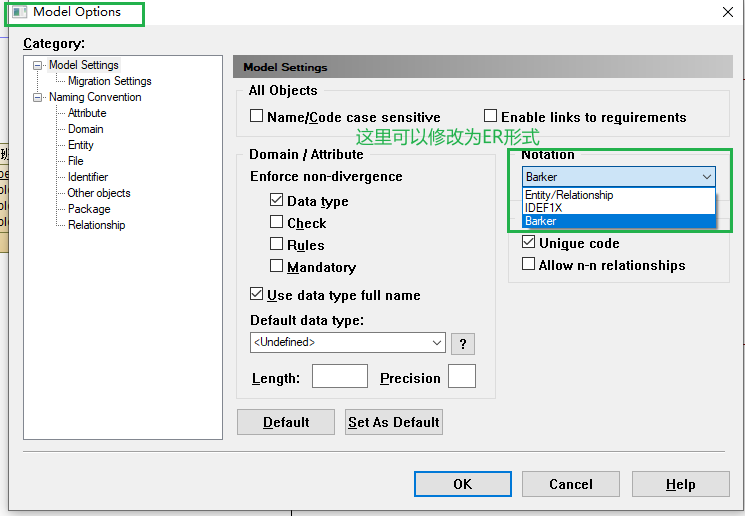 Model Options
Category:
Model Settings
Migration Settings
Naming Convention
Attribute
Domain
Entity
File
Identifier
Other objects
Package
Relationship
Model Settings
All Objects
Name/Code case sensitive
Enable links to requirements
这里可以修改为ER形式
Domain / Attribute
Enforce non-divergence
Data type
Check
Rules
Mandatory
Use data type full name
Default data type:
<Undefined>
?
Length:
Precision
Notation
Barker
Entity/Relationship
IDEF1X
Barker
Unique code
Allow n-n relationships
Default
Set As Default
OK
Cancel
Help